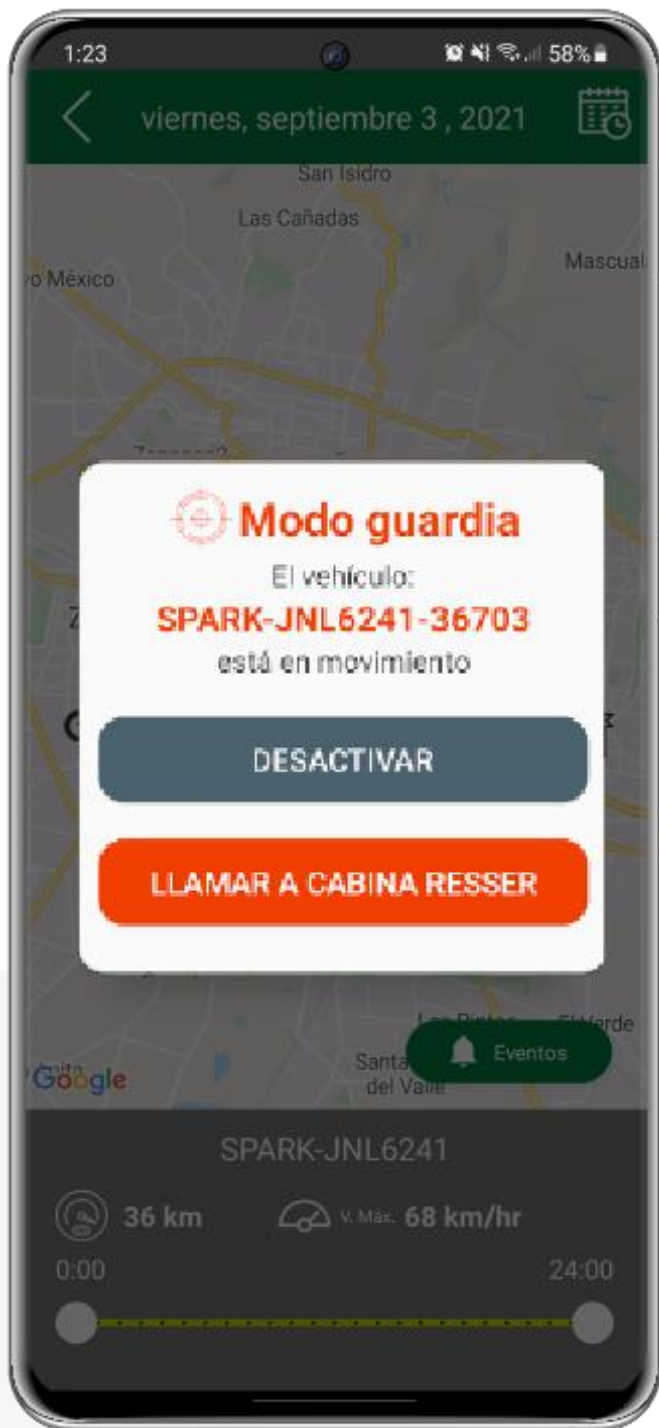 1:23
58%
viernes, septiembre 3 , 2021
San Isidro
Las Cañadas
Mascual
o México
Modo guardia
El vehículo:
SPARK-JNL6241-36703
está en movimiento
DESACTIVAR
LLAMAR A CABINA RESSER
Verde
Eventos
Google
Santa
del Valle
SPARK-JNL6241
36 km
V. Máx. 68 km/hr
0:00
24:00